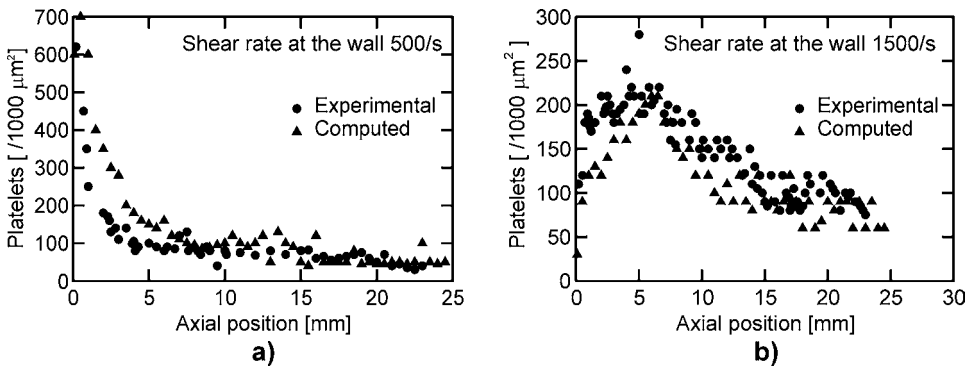 700
600
500
400
300
200
100
0
Platelets [ /1000 μm²]
Shear rate at the wall 500/s
Experimental
Computed
0 5 10 15 20 25
Axial position [mm]
a)
300
250
200
150
100
50
0
Platelets [ /1000 μm² ]
Shear rate at the wall 1500/s
Experimental
Computed
0 5 10 15 20 25 30
Axial position [mm]
b)